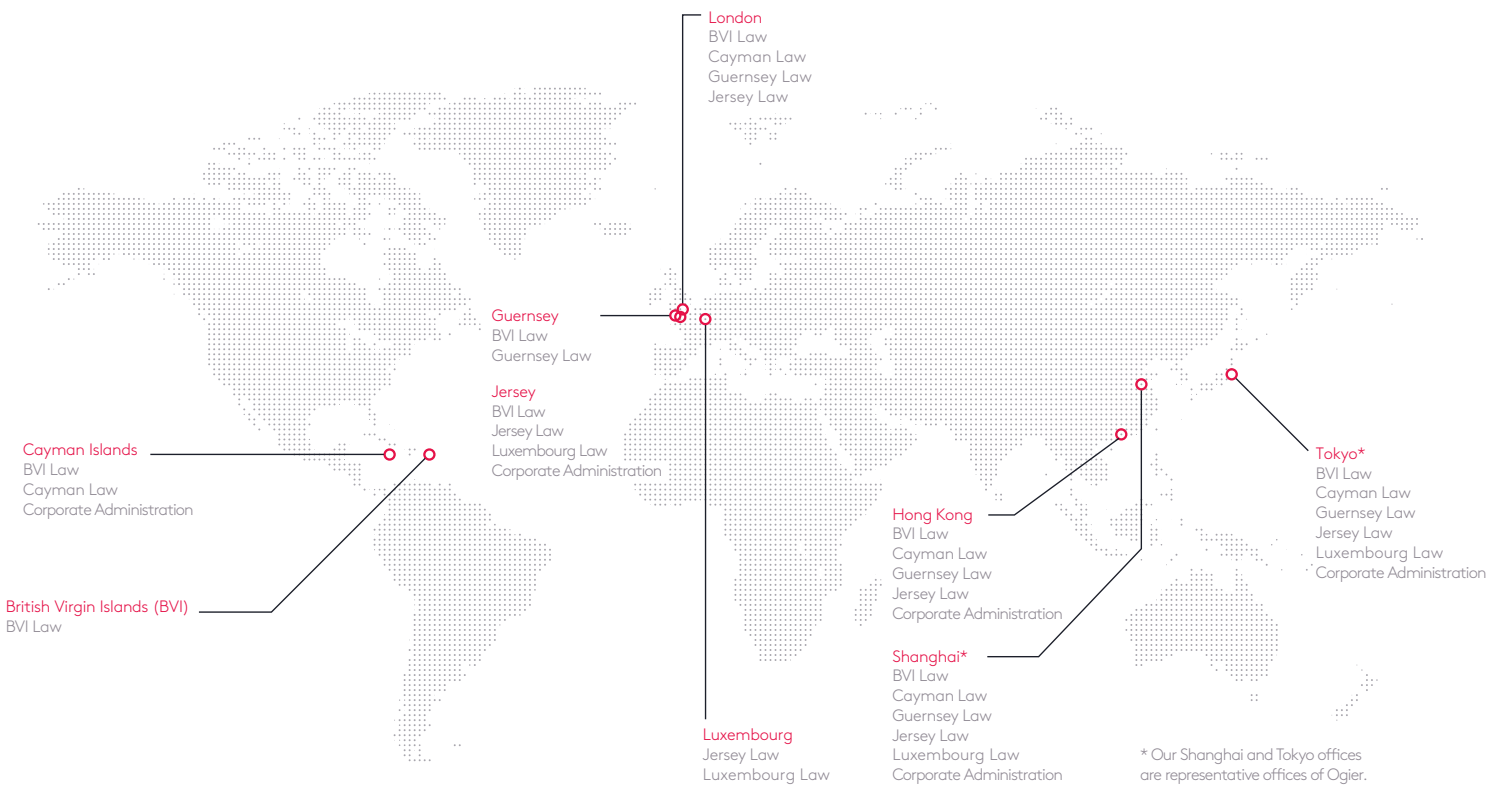 London
BVI Law
Cayman Law
Guernsey Law
Jersey Law
Guernsey
BVI Law
Guernsey Law
Jersey
BVI Law
Jersey Law
Luxembourg Law
Corporate Administration
Cayman Islands
BVI Law
Cayman Law
Corporate Administration
British Virgin Islands (BVI)
BVI Law
Luxembourg
Jersey Law
Luxembourg Law
Hong Kong
BVI Law
Cayman Law
Guernsey Law
Jersey Law
Corporate Administration
Shanghai*
BVI Law
Cayman Law
Guernsey Law
Jersey Law
Luxembourg Law
Corporate Administration
Tokyo*
BVI Law
Cayman Law
Guernsey Law
Jersey Law
Luxembourg Law
Corporate Administration
* Our Shanghai and Tokyo offices
are representative offices of Ogier.